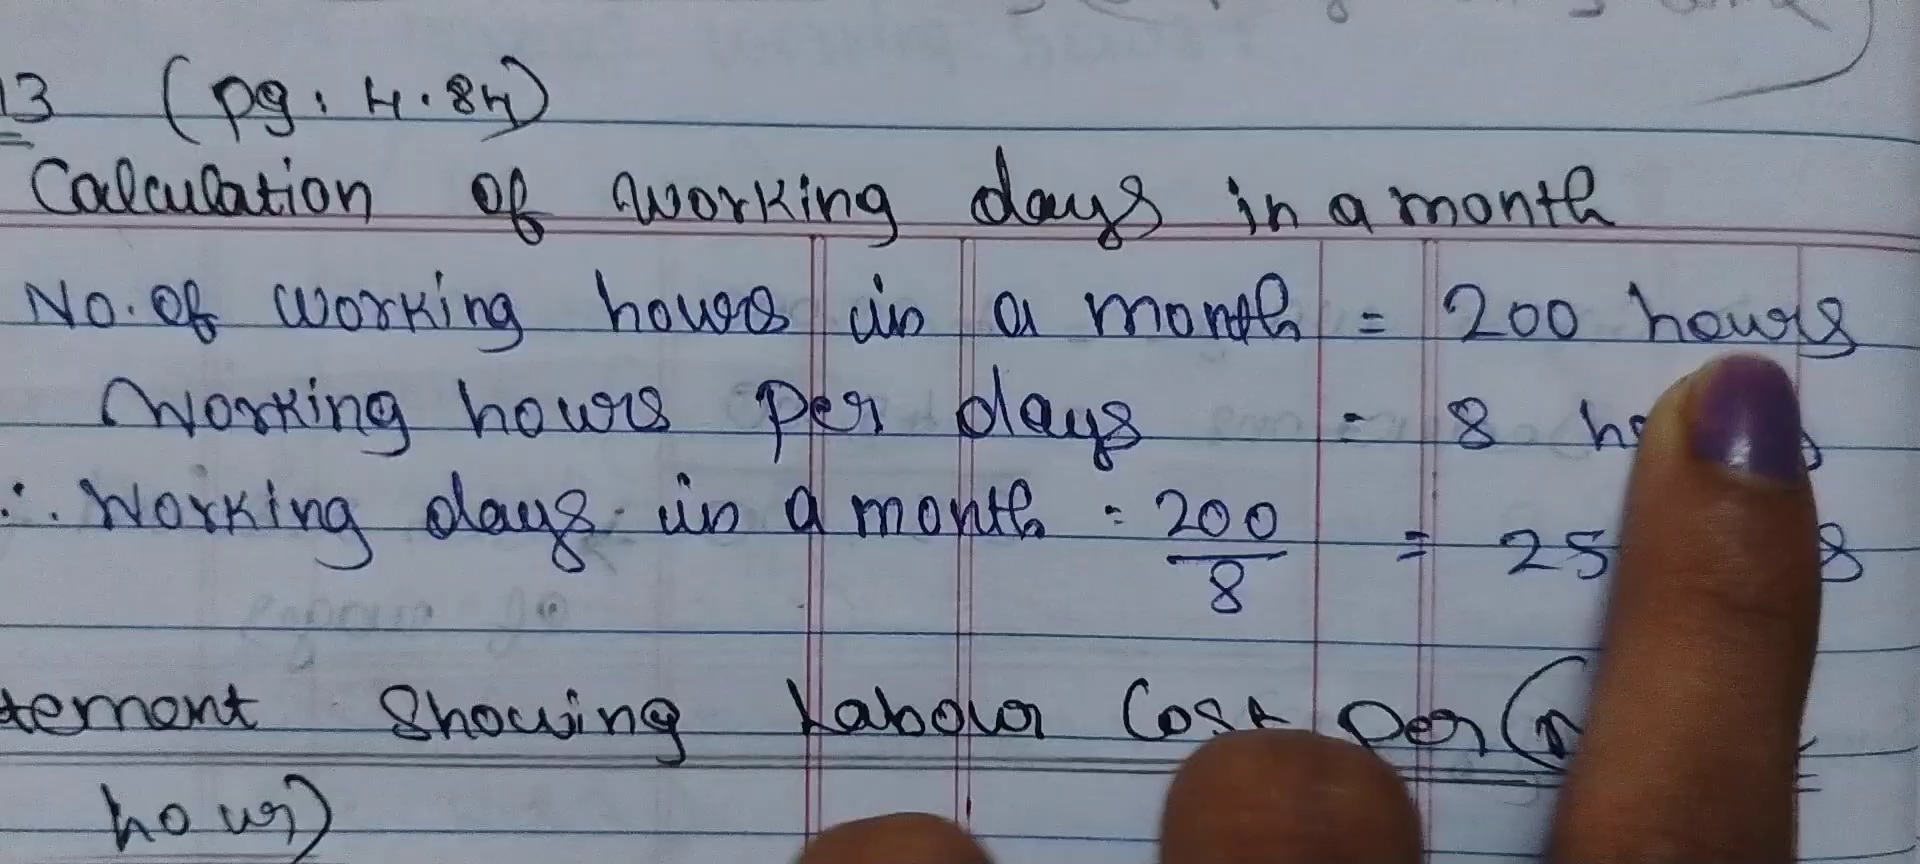 13 (pg: 4.84)
Calculation of working days in a month
No. of working hours in a month = 200 hours
Working hours per days = 8
∴ Working days in a month = 200/8 = 25
tement Showing Labour Cost per (
hour)